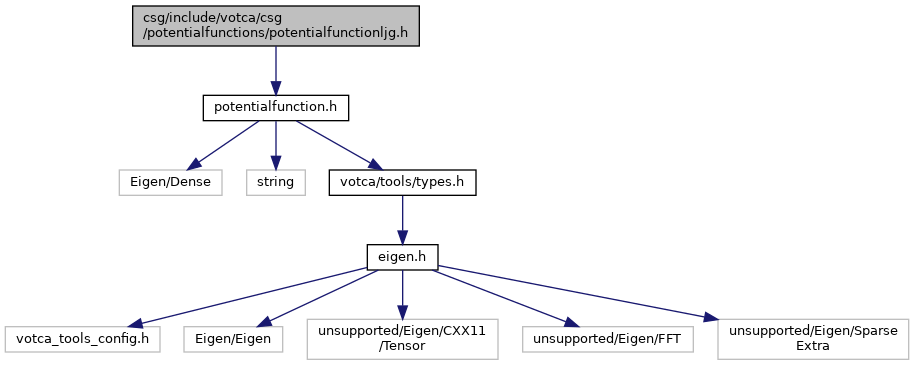 csg/include/votca/csg
/potentialfunctions/potentialfunctionljg.h
potentialfunction.h
Eigen/Dense
string
votca/tools/types.h
eigen.h
votca_tools_config.h
Eigen/Eigen
unsupported/Eigen/CXX11
/Tensor
unsupported/Eigen/FFT
unsupported/Eigen/Sparse
Extra